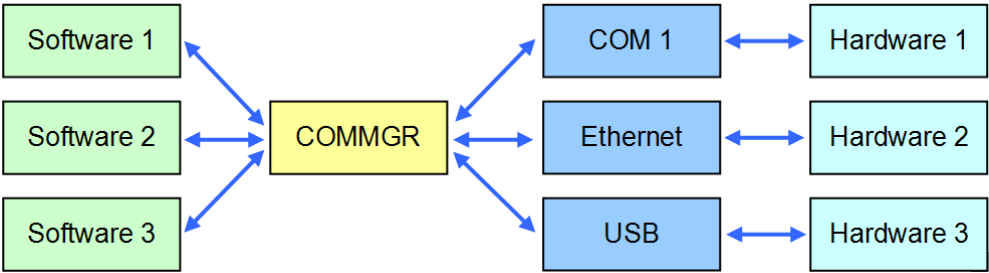 Software 1
COM 1
Hardware 1
Software 2
COMMGR
Ethernet
Hardware 2
Software 3
USB
Hardware 3